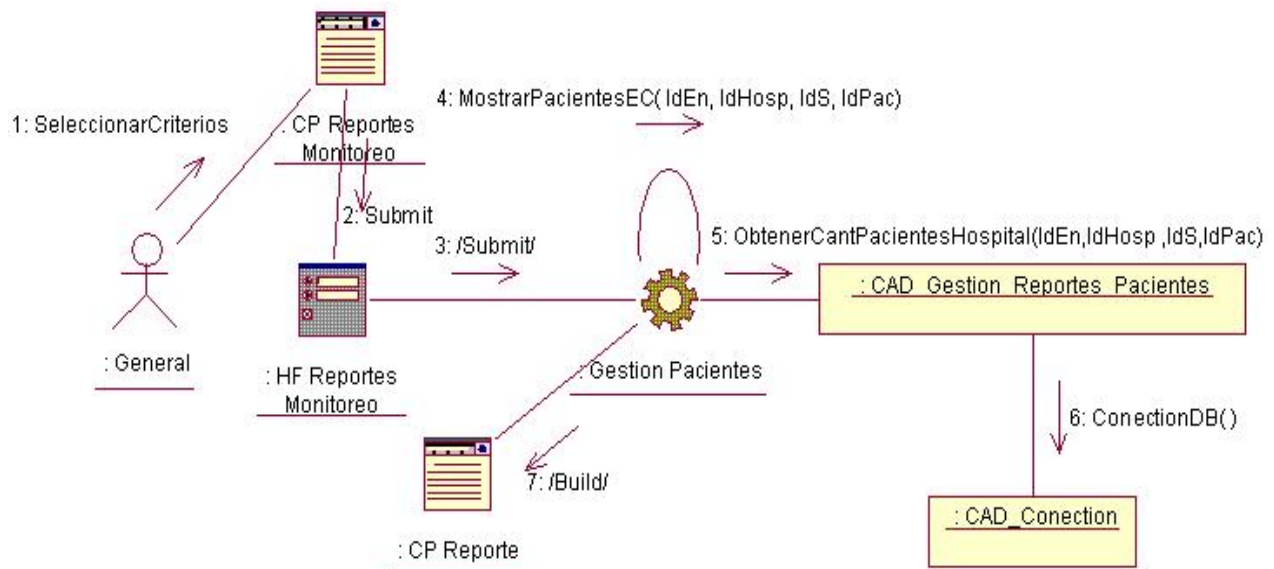 4: MostrarPacientesEC( IdEn, IdHosp, IdS, IdPac)
1: SeleccionarCriterios
: CP Reportes
Monitoreo
2: Submit
3: /Submit/
5: ObtenerCantPacientesHospital(IdEn,IdHosp ,IdS,IdPac)
: CAD_Gestion_Reportes_Pacientes
: General
: HF Reportes
Monitoreo
: Gestion Pacientes
6: ConectionDB()
7: /Build/
: CAD_Conection
: CP Reporte